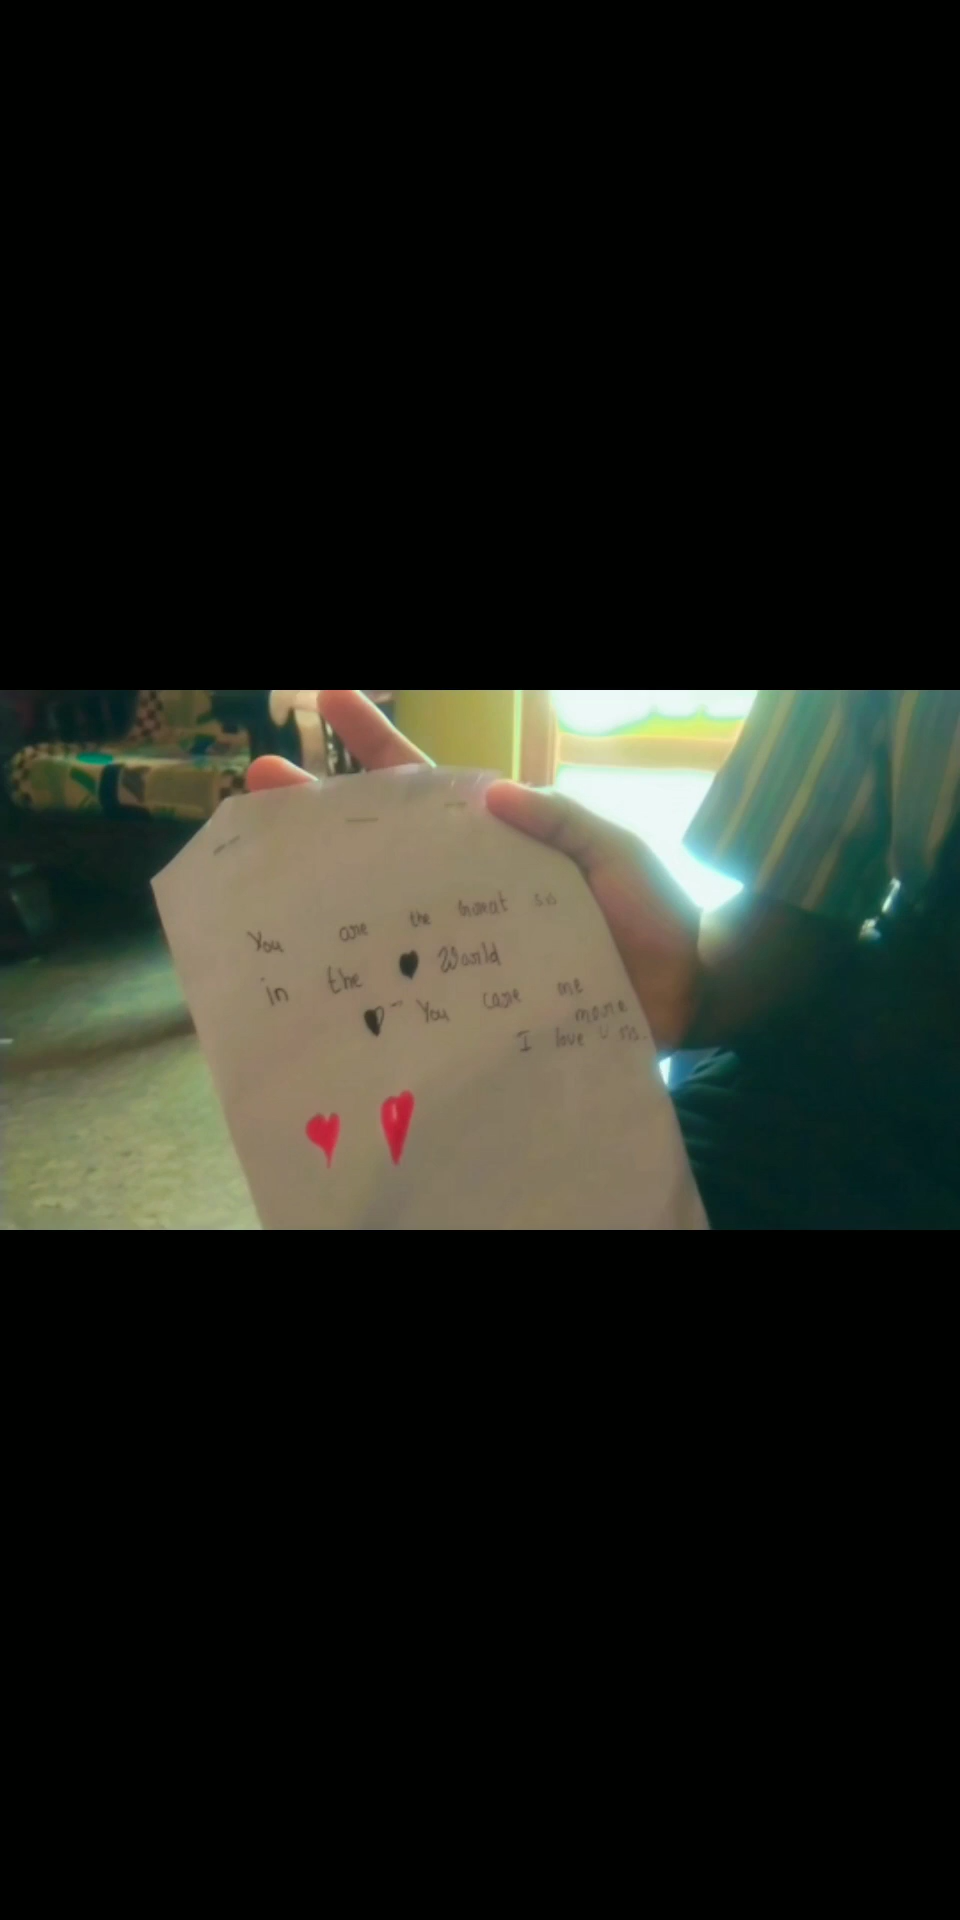 You are the Great sis
in the World
You care me
more
I love U sis.